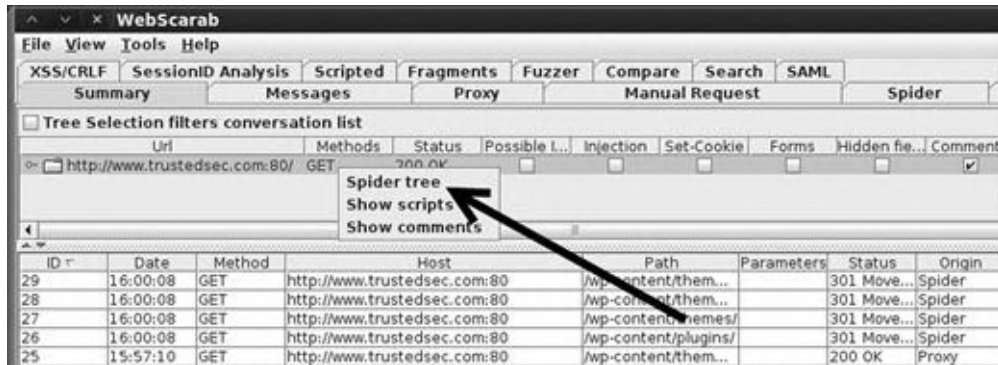 WebScarab
File View Tools Help
XSS/CRLF SessionID Analysis Scripted Fragments Fuzzer Compare Search SAML
Summary Messages Proxy Manual Request Spider
Tree Selection filters conversation list
Url Methods Status Possible I... Injection Set-Cookie Forms Hidden fie... Comment
http://www.trustedsec.com:80/ GET 200 OK
Spider tree
Show scripts
Show comments
ID Date Method Host Path Parameters Status Origin
29 16:00:08 GET http://www.trustedsec.com:80 /wp-content/them... 301 Move... Spider
28 16:00:08 GET http://www.trustedsec.com:80 /wp-content/them... 301 Move... Spider
27 16:00:08 GET http://www.trustedsec.com:80 /wp-content/themes/ 301 Move... Spider
26 16:00:08 GET http://www.trustedsec.com:80 /wp-content/plugins/ 301 Move... Spider
25 15:57:10 GET http://www.trustedsec.com:80 /wp-content/them... 200 OK Proxy